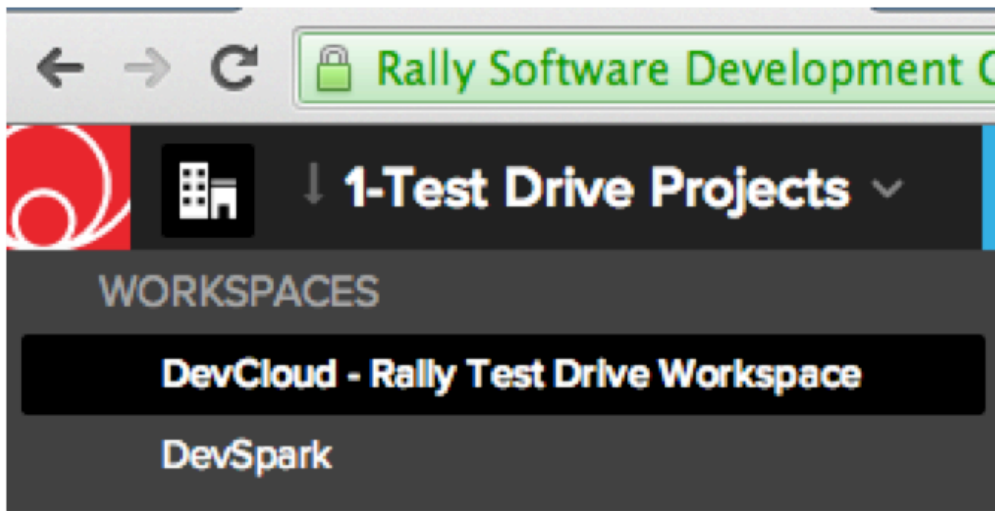 Rally Software Development
1-Test Drive Projects
WORKSPACES
DevCloud - Rally Test Drive Workspace
DevSpark